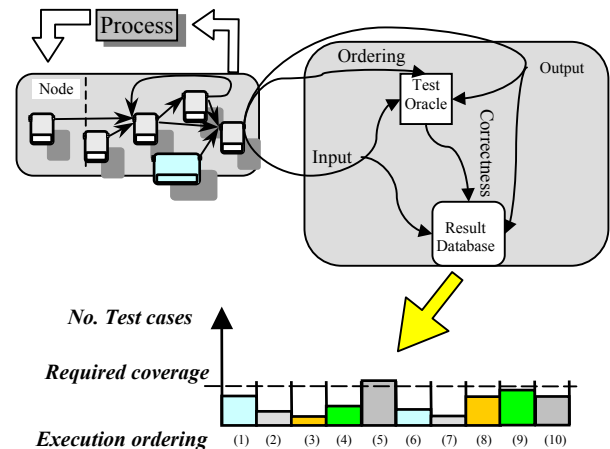 Process
Node
Ordering
Test
Oracle
Output
Input
Correctness
Result
Database
No. Test cases
Required coverage
Execution ordering
(1) (2) (3) (4) (5) (6) (7) (8) (9) (10)